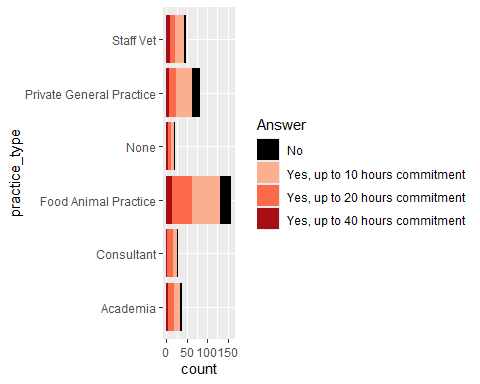 Staff Vet
Private General Practice
None
Food Animal Practice
Consultant
Academia
practice_type
0 50 100 150
count
Answer
No
Yes, up to 10 hours commitment
Yes, up to 20 hours commitment
Yes, up to 40 hours commitment